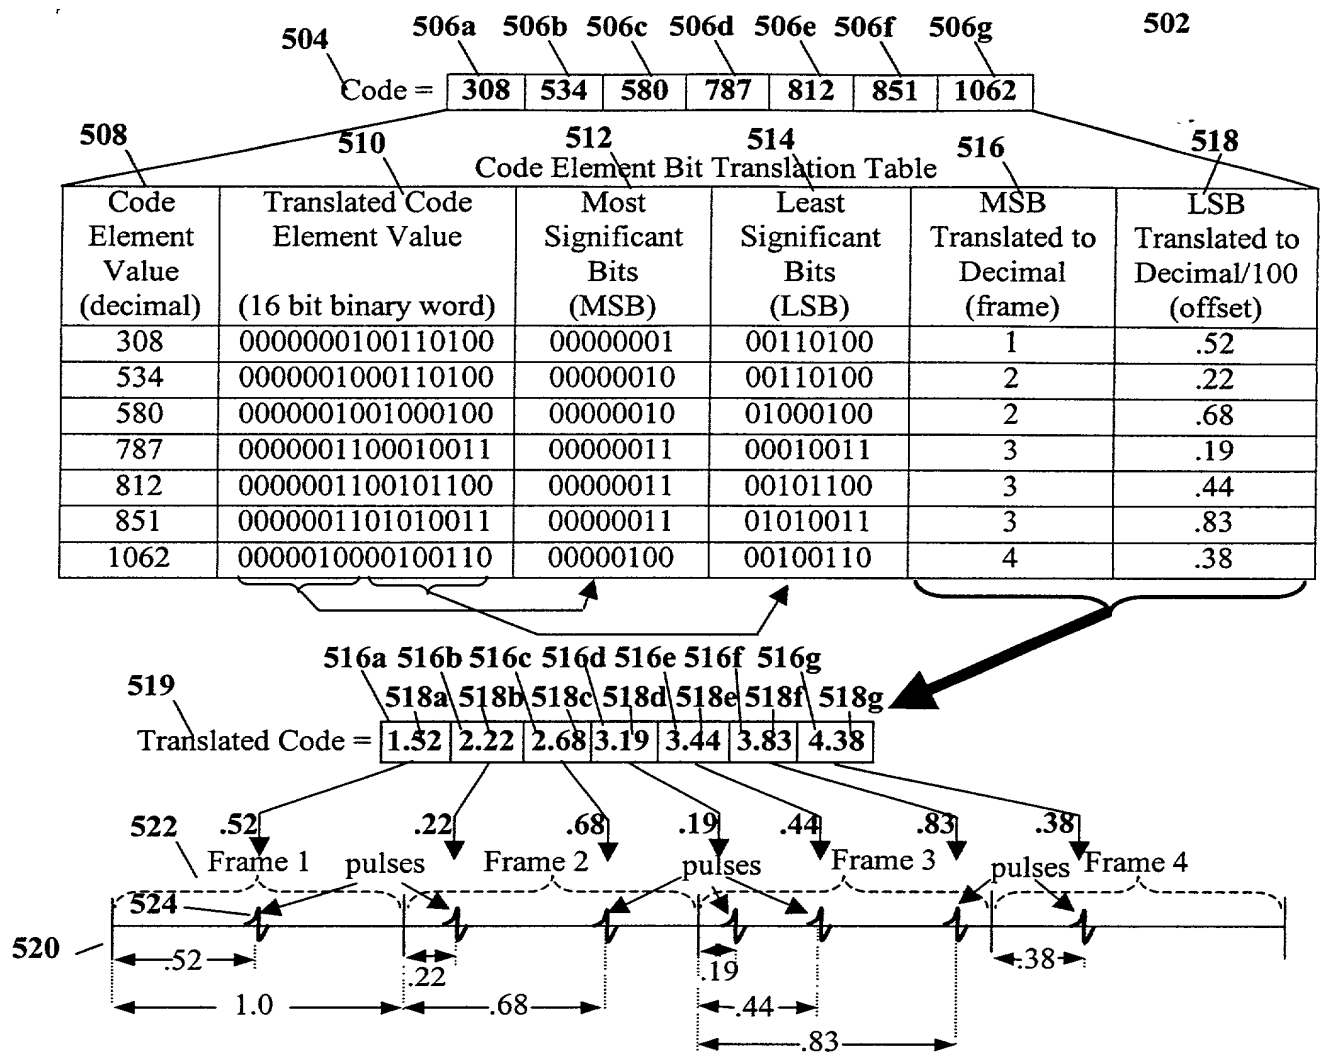 504 506a 506b 506c 506d 506e 506f 506g 502
Code = 308 534 580 787 812 851 1062
508 510 512 514 516 518
Code Element Bit Translation Table
Code Element Value (decimal)
Translated Code Element Value (16 bit binary word)
Most Significant Bits (MSB)
Least Significant Bits (LSB)
MSB Translated to Decimal (frame)
LSB Translated to Decimal/100 (offset)
308 0000000100110100 00000001 00110100 1 .52
534 0000001000110100 00000010 00110100 2 .22
580 0000001001000100 00000010 01000100 2 .68
787 0000001100010011 00000011 00010011 3 .19
812 0000001100101100 00000011 00101100 3 .44
851 0000001101010011 00000011 01010011 3 .83
1062 0000010000100110 00000100 00100110 4 .38
516a 516b 516c 516d 516e 516f 516g
519 518a 518b 518c 518d 518e 518f 518g
Translated Code = 1.52 2.22 2.68 3.19 3.44 3.83 4.38
522 .52 .22 .68 .19 .44 .83 .38
Frame 1 pulses Frame 2 pulses Frame 3 pulses Frame 4
524
520
.52 .22 .19 .38
1.0 .68 .44
.83